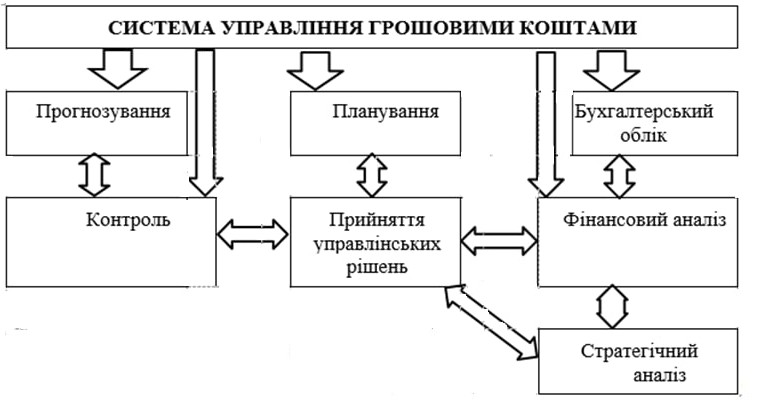 СИСТЕМА УПРАВЛІННЯ ГРОШОВИМИ КОШТАМИ
Прогнозування
Планування
Бухгалтерський
облік
Контроль
Прийняття
управлінських
рішень
Фінансовий аналіз
Стратегічний
аналіз